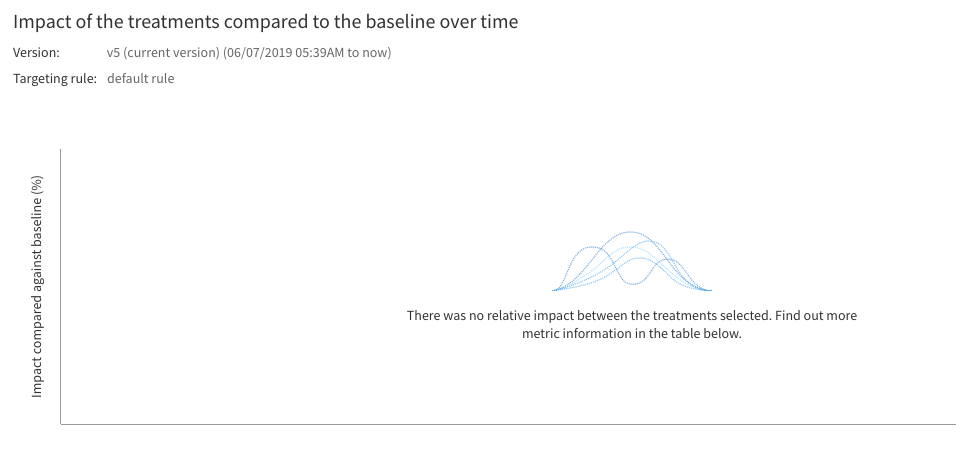 Impact of the treatments compared to the baseline over time
Version: v5 (current version) (06/07/2019 05:39AM to now)
Targeting rule: default rule
Impact compared against baseline (%)
There was no relative impact between the treatments selected. Find out more
metric information in the table below.